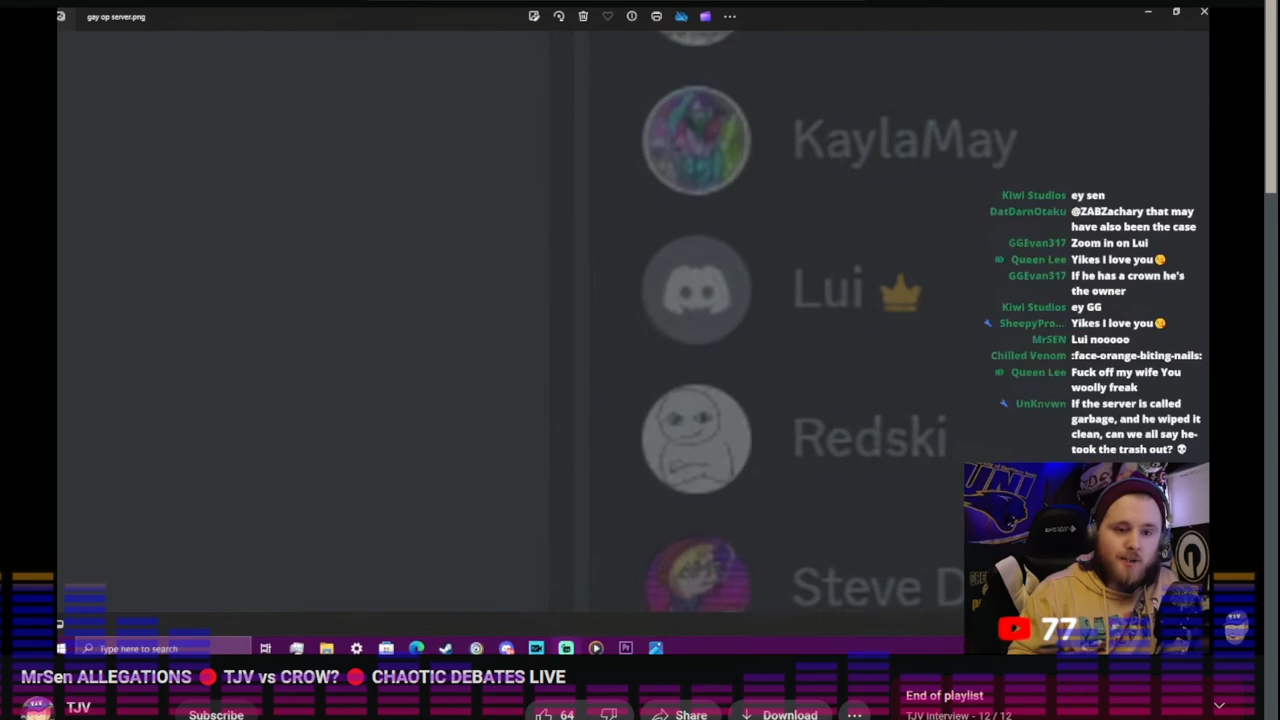 gay op server.png
KaylaMay
Lui
Redski
Steve D
Kiwi Studios ey sen
DatDarnOtaku @ZABZachary that may
have also been the case
GGEvan317 Zoom in on Lui
Queen Lee Yikes I love you😘
GGEvan317 If he has a crown he's
the owner
Kiwi Studios ey GG
SheepyPro... Yikes I love you😘
MrSEN Lui nooooo
Chilled Venom :face-orange-biting-nails:
Queen Lee Fuck off my wife You
woolly freak
UnKnvwn If the server is called
garbage, and he wiped it
clean, can we all say he-
took the trash out? 💀
UNI
77
Type here to search
MrSen ALLEGATIONS 🔴 TJV vs CROW? 🔴 CHAOTIC DEBATES LIVE
TJV
Subscribe
64
Share
Download
End of playlist
TJV Interview - 12 / 12